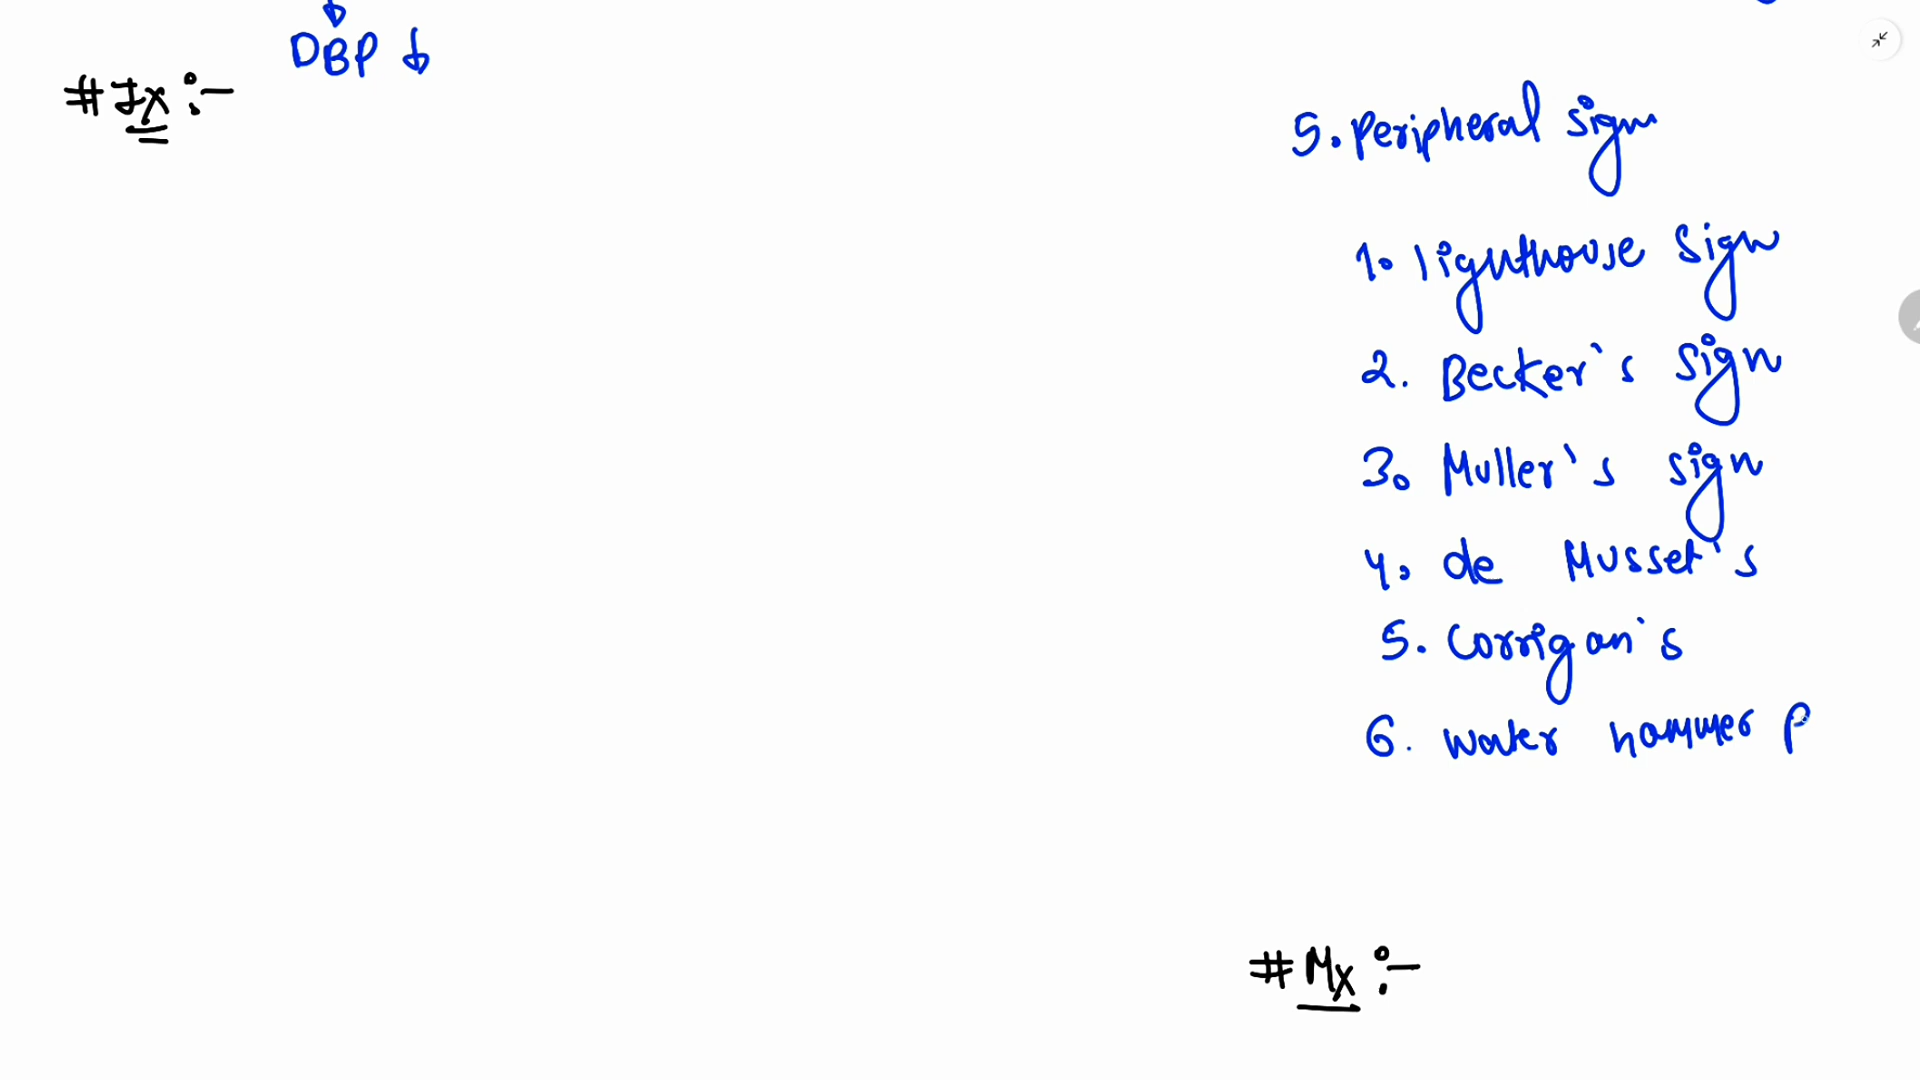 DBP ↓
# Ix :-
5. Peripheral sign
1. lighthouse sign
2. Becker's sign
3. Muller's sign
4. de Musset's
5. Corrigan's
6. water hammer P
# Mx :-